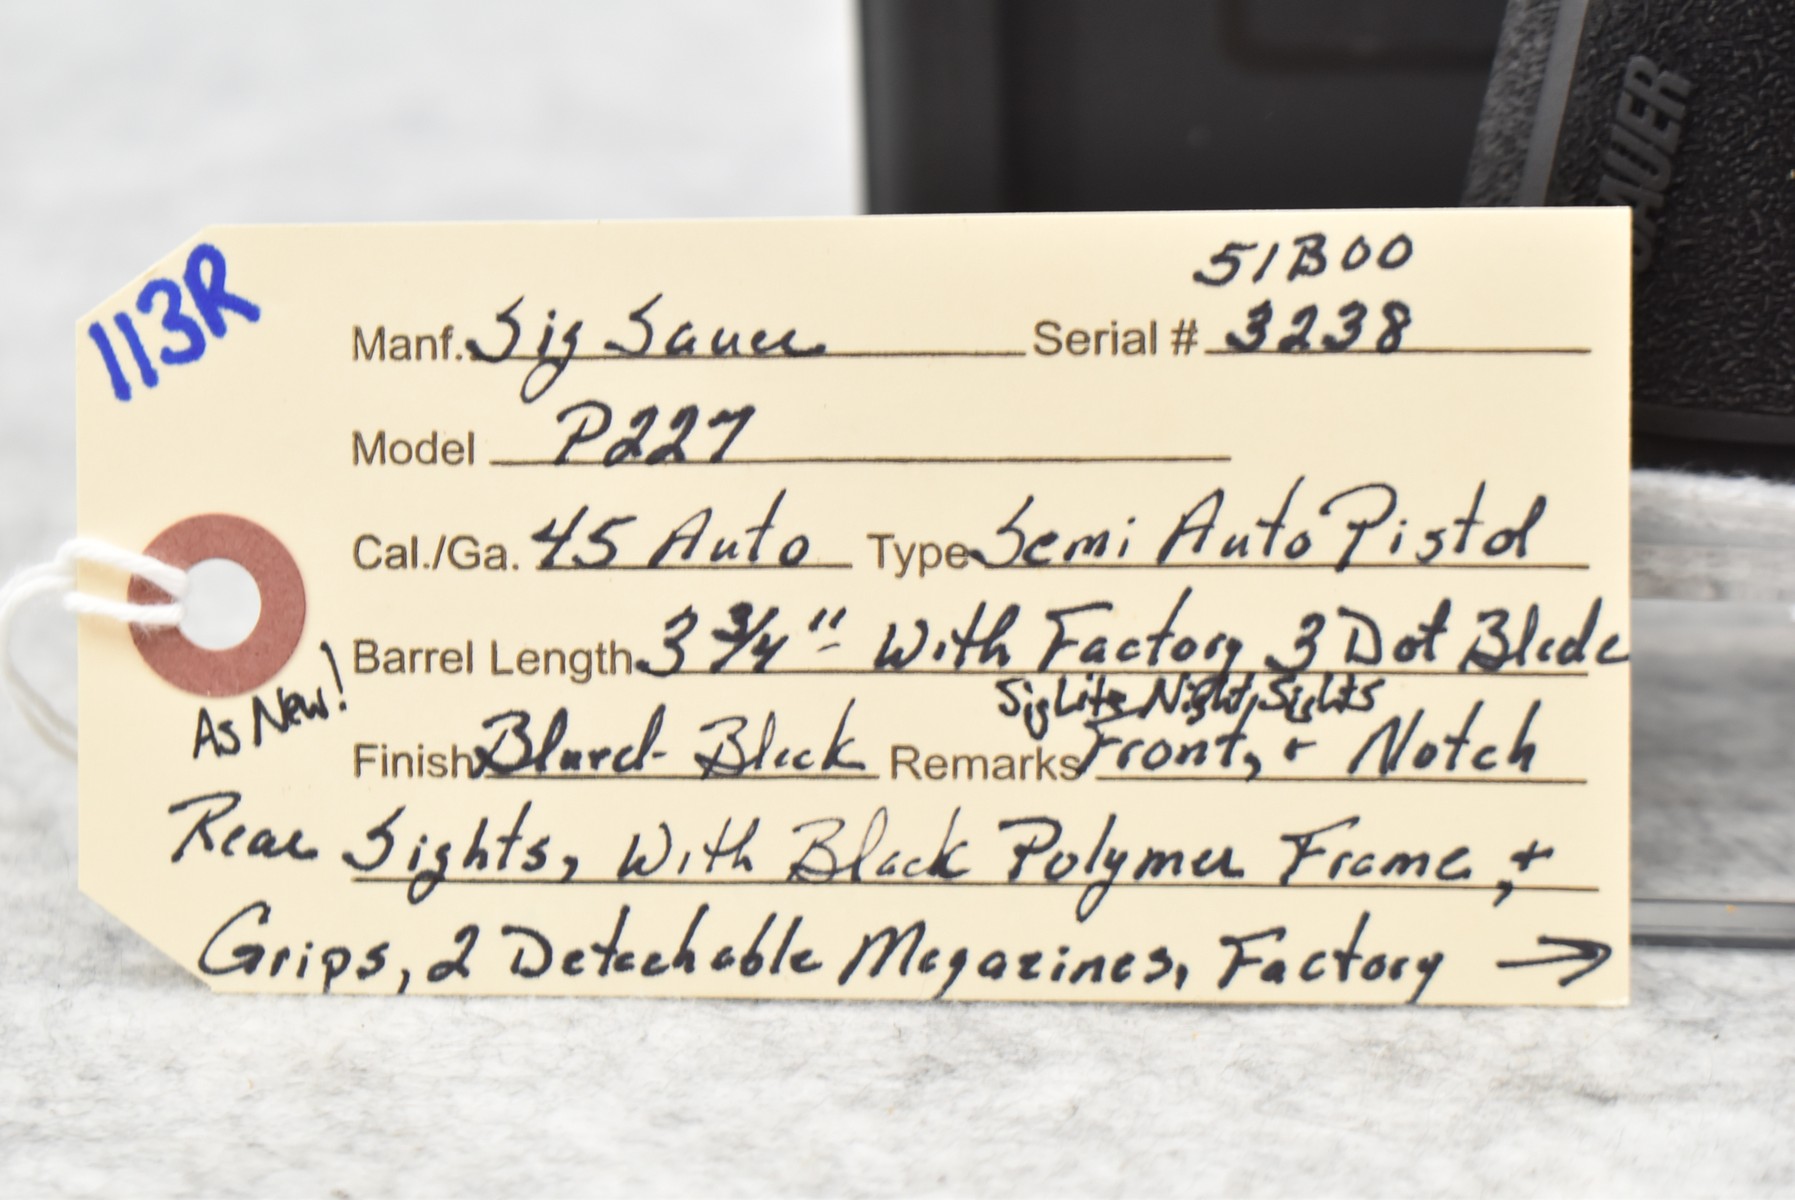 AUER
113R
51B00
Manf. Sig Sauer Serial # 3238
Model P227
Cal./Ga. 45 Auto Type Semi Auto Pistol
Barrel Length 3 3/4" With Factory 3 Dot Blade
SigLite Night Sights
As New!
Finish Blued-Black Remarks Front, + Notch
Rear Sights, With Black Polymer Frame, +
Grips, 2 Detachable Magazines, Factory →